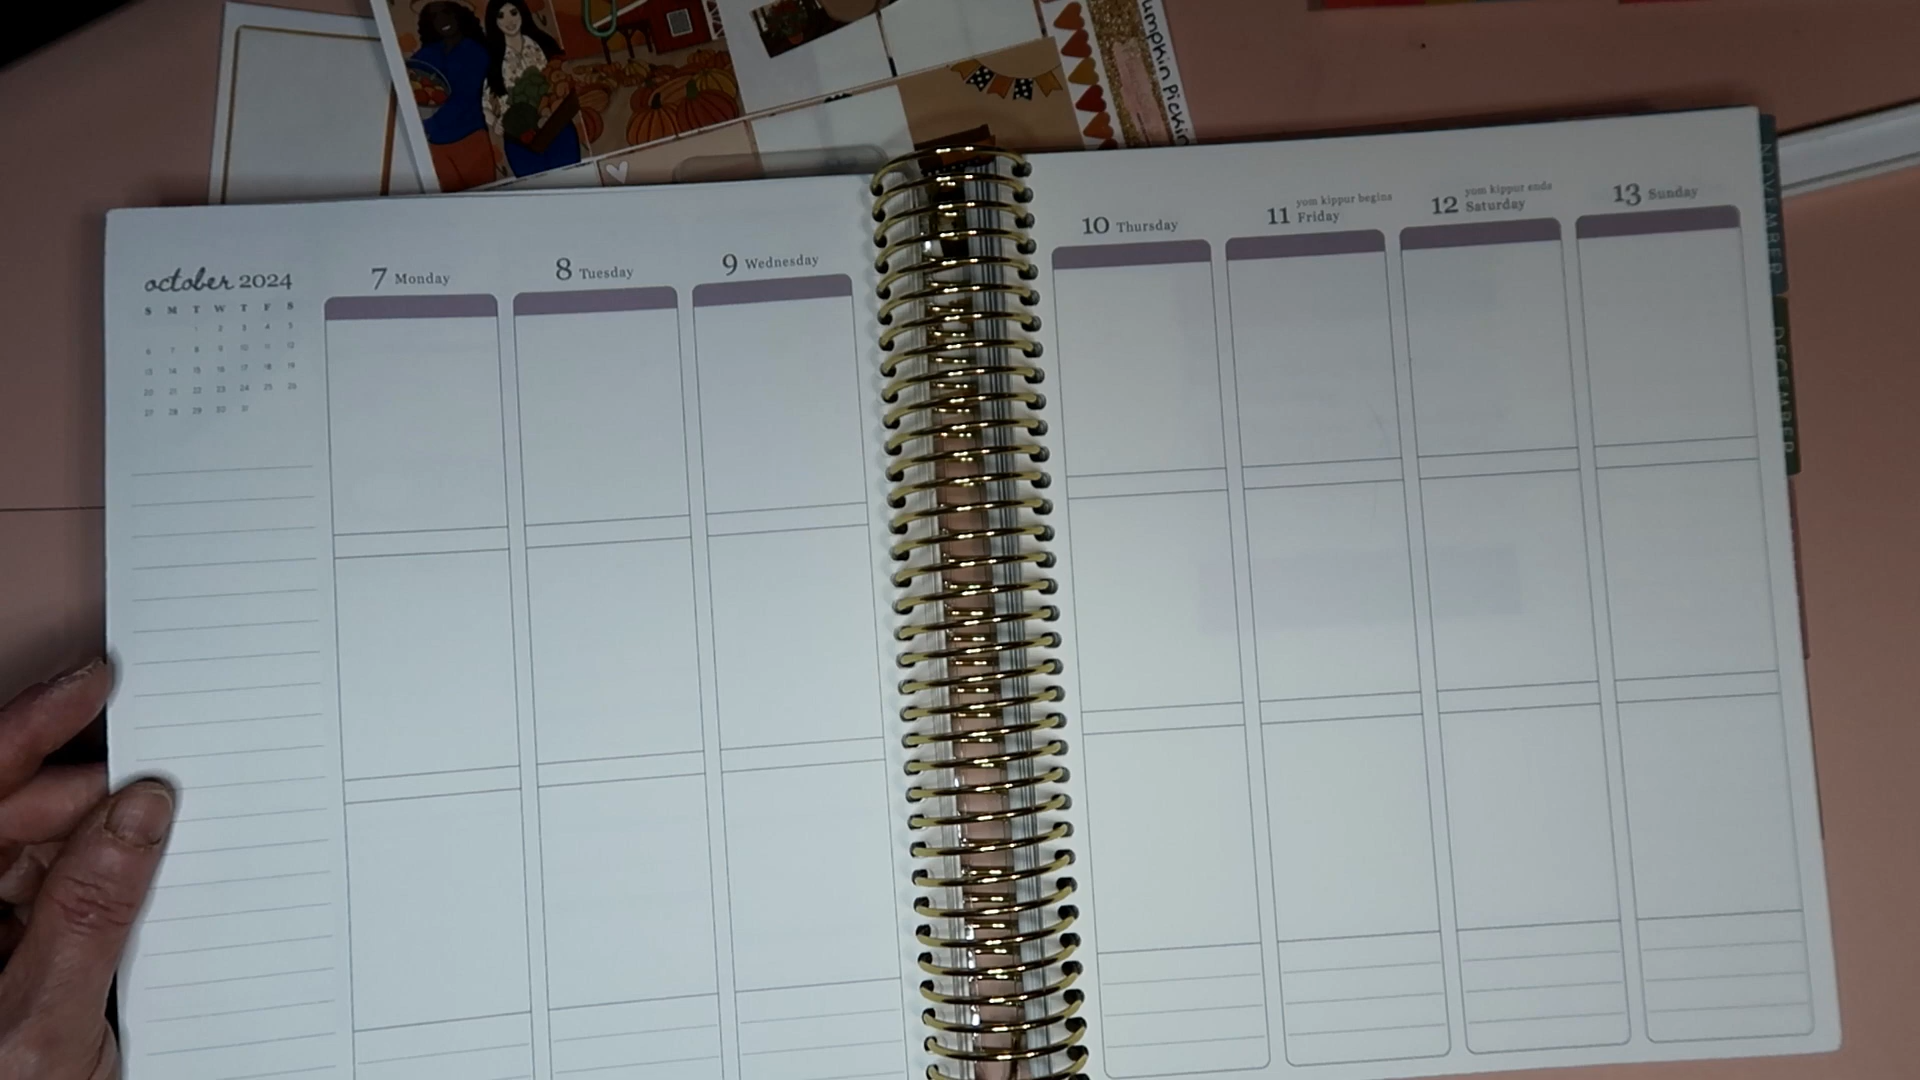 Pumpkin Pickin
october 2024
S M T W T F S
1 2 3 4 5
6 7 8 9 10 11 12
13 14 15 16 17 18 19
20 21 22 23 24 25 26
27 28 29 30 31
7 Monday
8 Tuesday
9 Wednesday
10 Thursday
yom kippur begins
11 Friday
yom kippur ends
12 Saturday
13 Sunday
NOVEMBER
DECEMBER